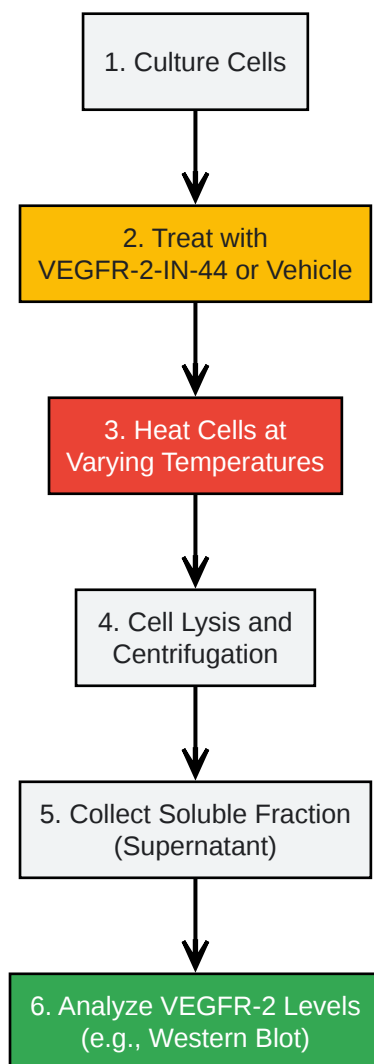 1. Culture Cells
2. Treat with
VEGFR-2-IN-44 or Vehicle
3. Heat Cells at
Varying Temperatures
4. Cell Lysis and
Centrifugation
5. Collect Soluble Fraction
(Supernatant)
6. Analyze VEGFR-2 Levels
(e.g., Western Blot)